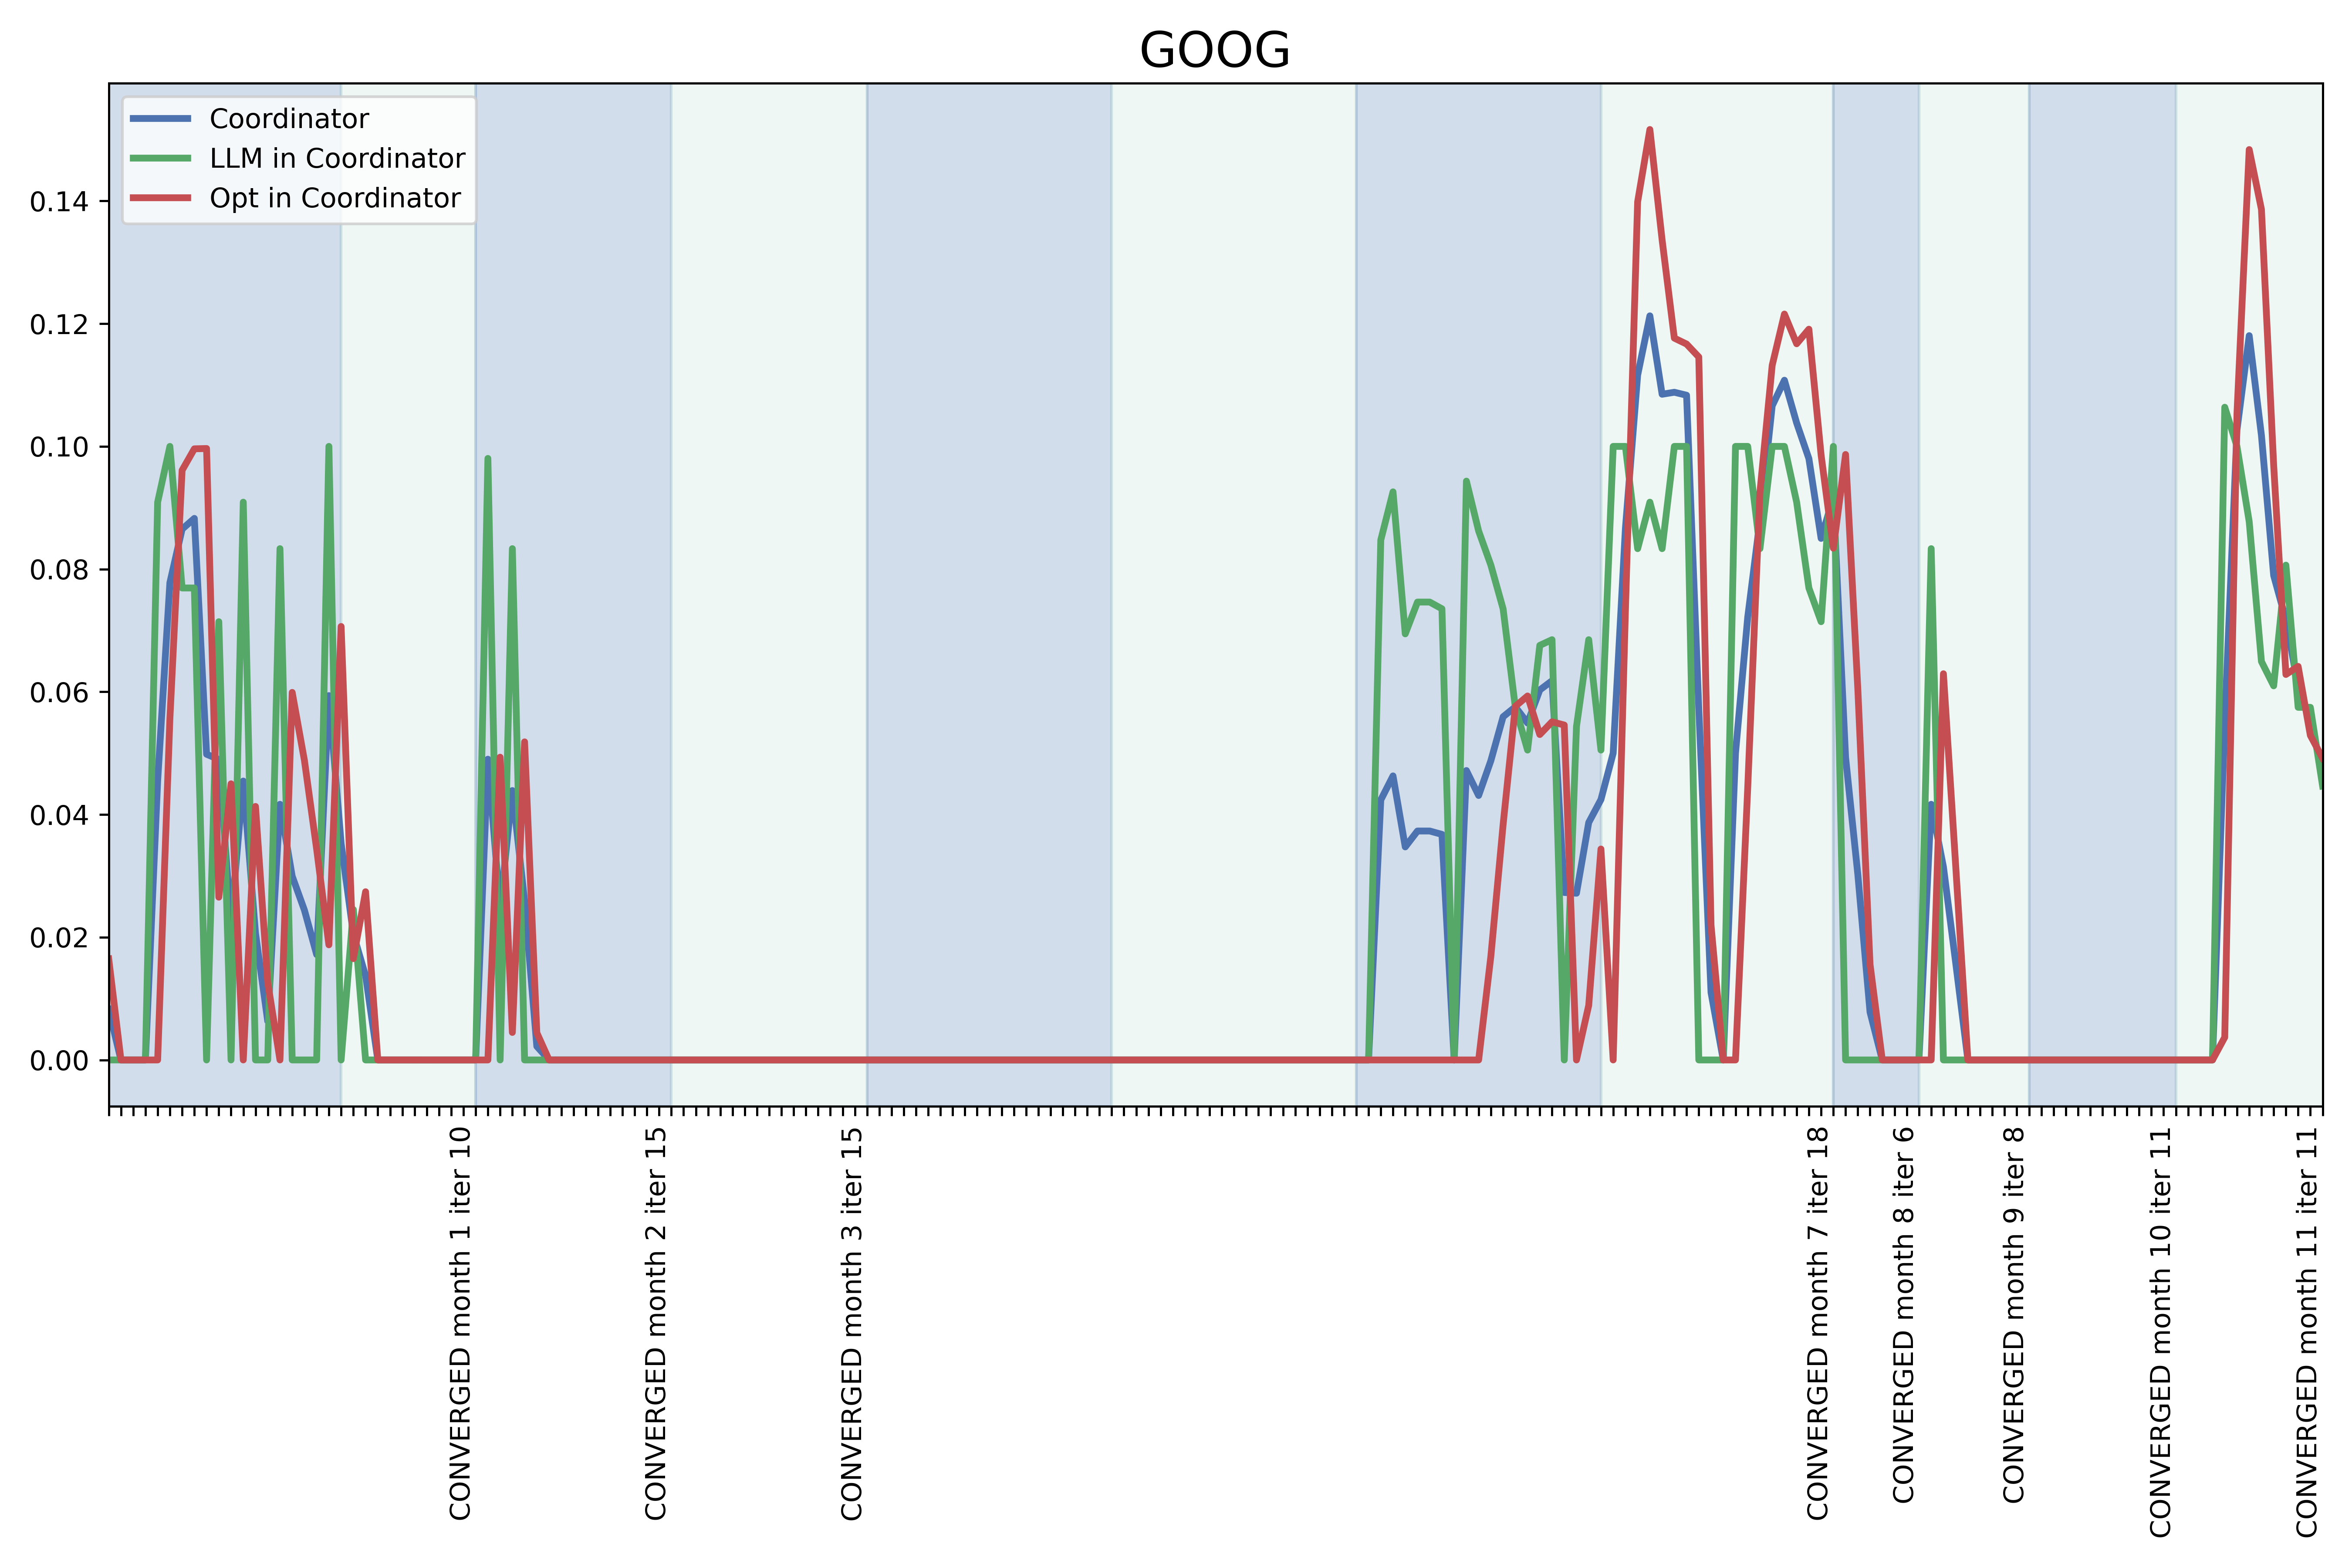 GOOG
Coordinator
LLM in Coordinator
Opt in Coordinator
0.14
0.12
0.10
0.08
0.06
0.04
0.02
0.00
CONVERGED month 1 iter 10
CONVERGED month 2 iter 15
CONVERGED month 3 iter 15
CONVERGED month 7 iter 18
CONVERGED month 8 iter 6
CONVERGED month 9 iter 8
CONVERGED month 10 iter 11
CONVERGED month 11 iter 11